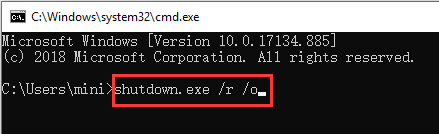 C:\Windows\system32\cmd.exe
Microsoft Windows [Version 10.0.17134.885]
(c) 2018 Microsoft Corporation. All rights reserved.
C:\Users\mini>shutdown.exe /r /o